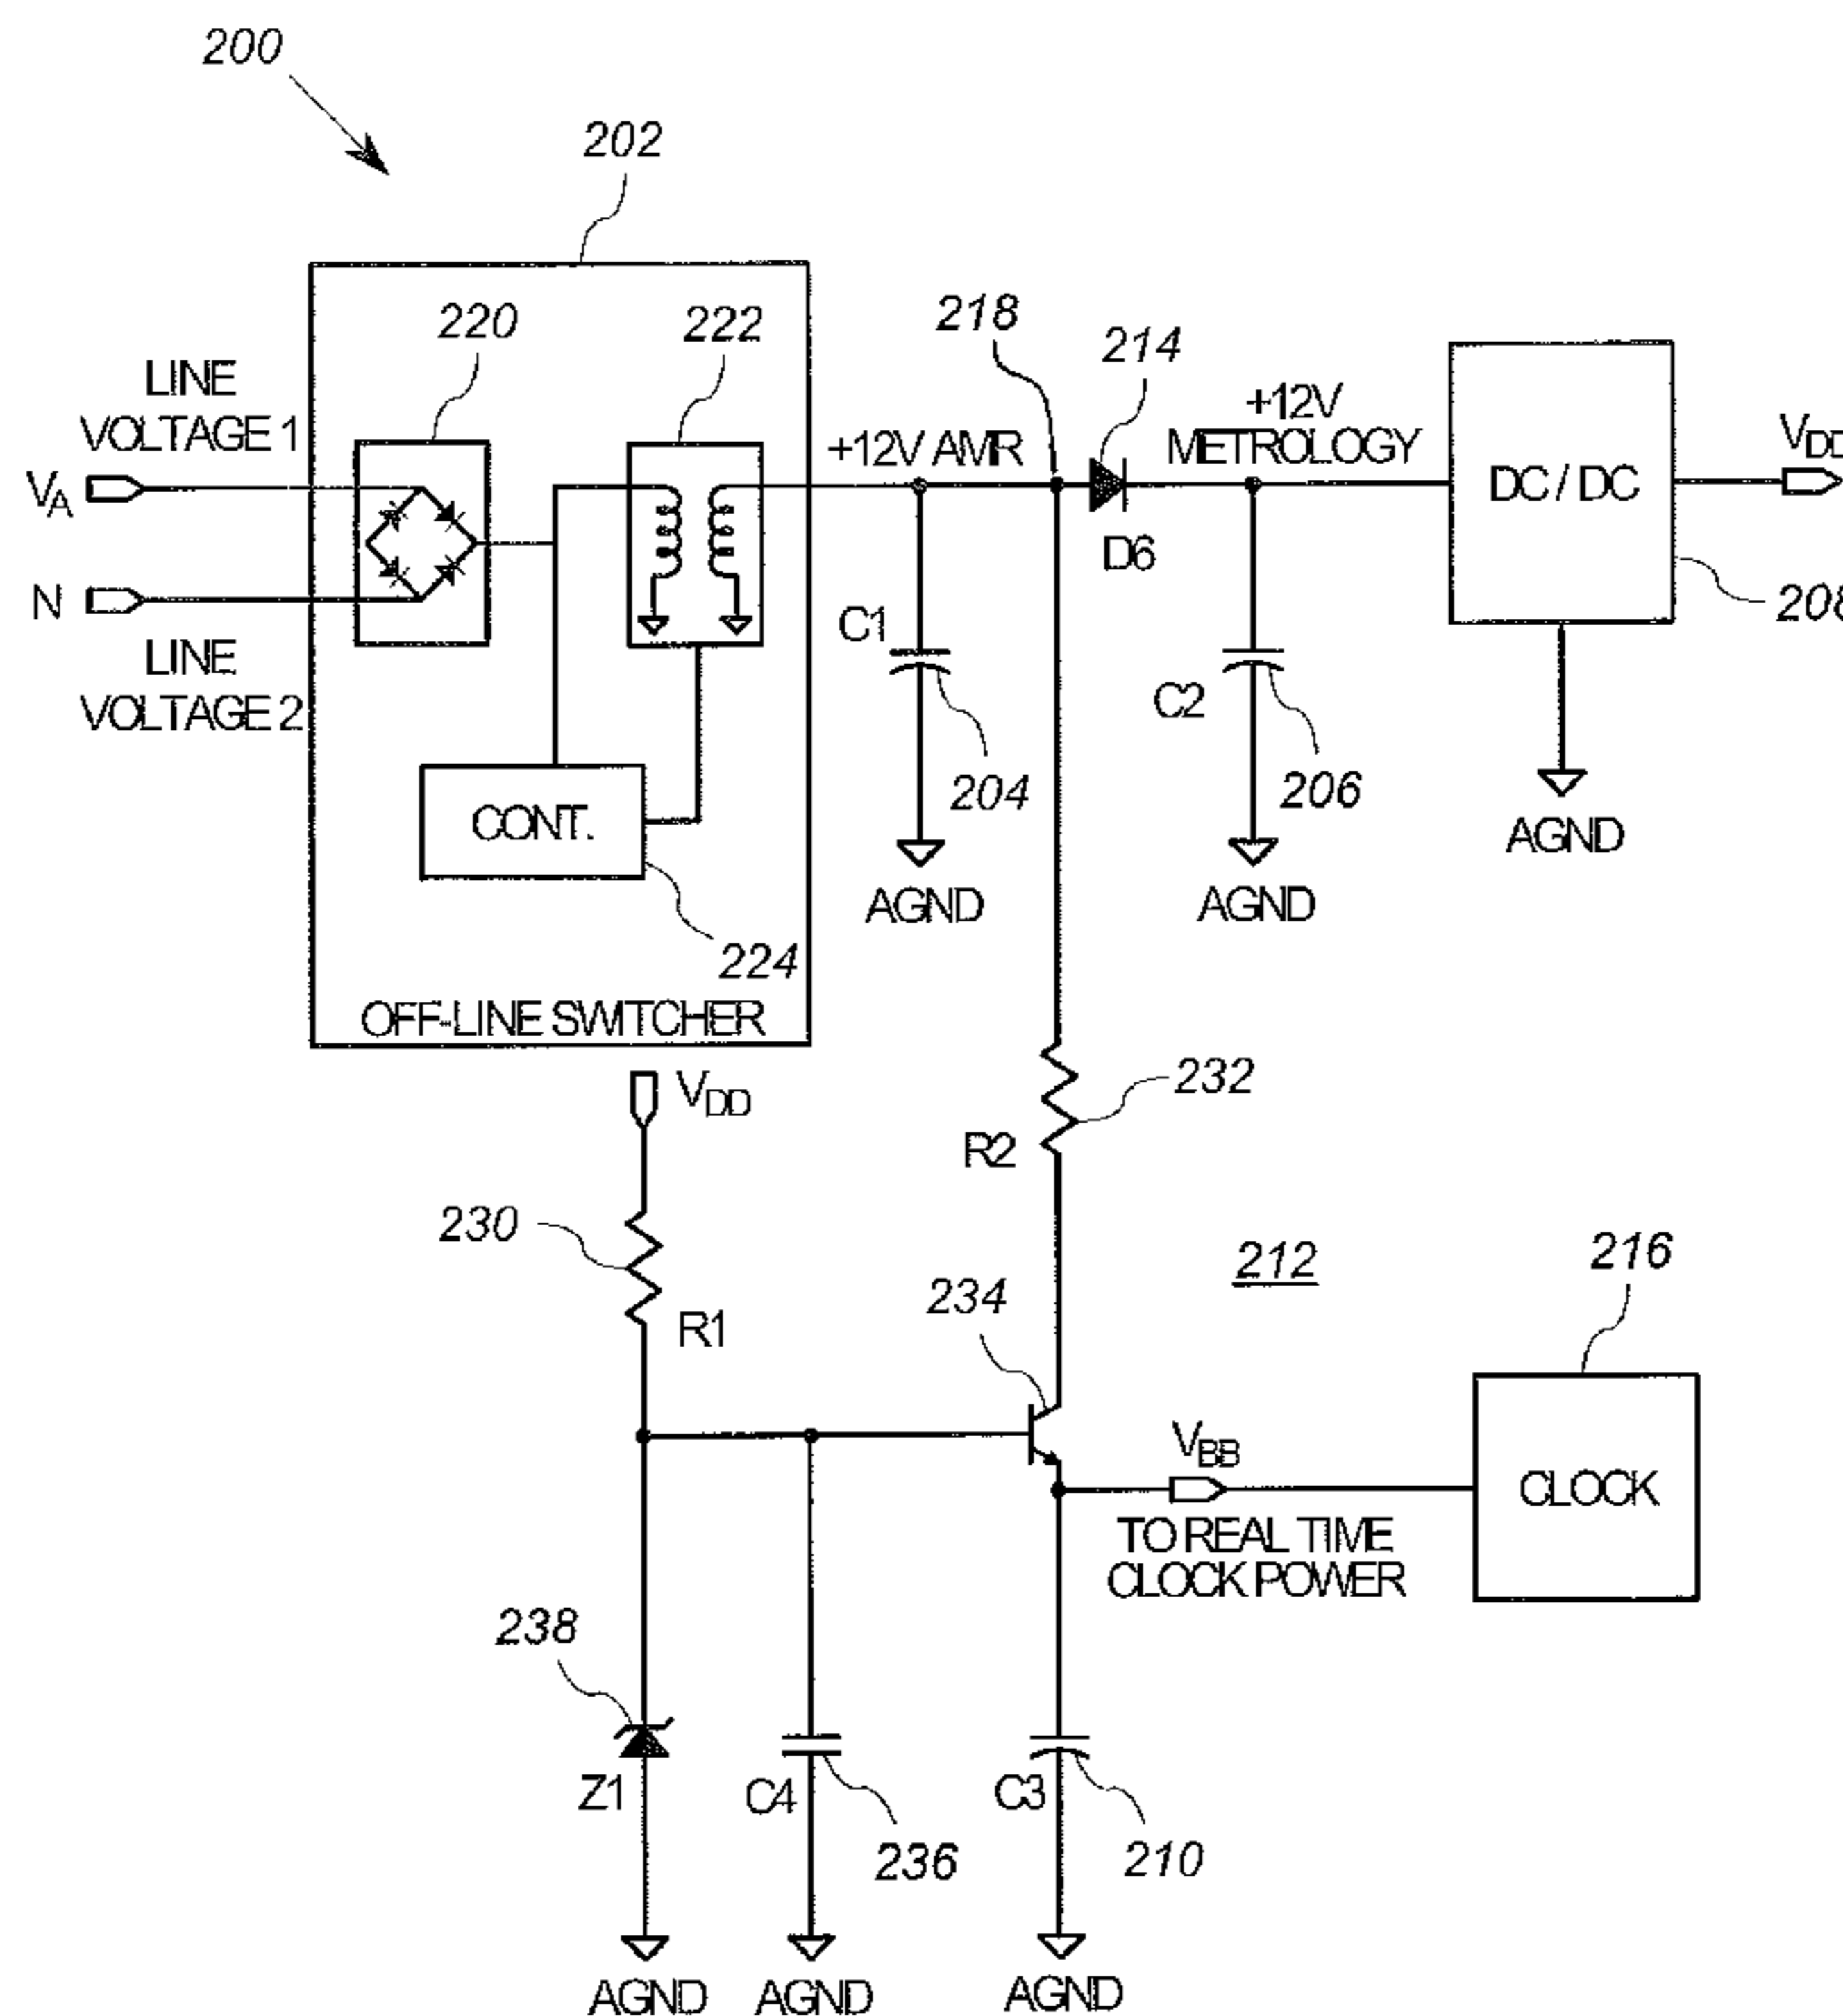 200
202
220
222
218
214
LINE
VOLTAGE 1
+12V AMR
+12V
METROLOGY
DC / DC
VDD
VA
D6
N
C1
208
LINE
VOLTAGE 2
C2
204
206
CONT.
AGND
AGND
AGND
224
OFF-LINE SWITCHER
VDD
232
R2
230
R1
212
216
234
VBB
CLOCK
TO REAL TIME
CLOCK POWER
238
Z1
C4
C3
236
210
AGND
AGND
AGND